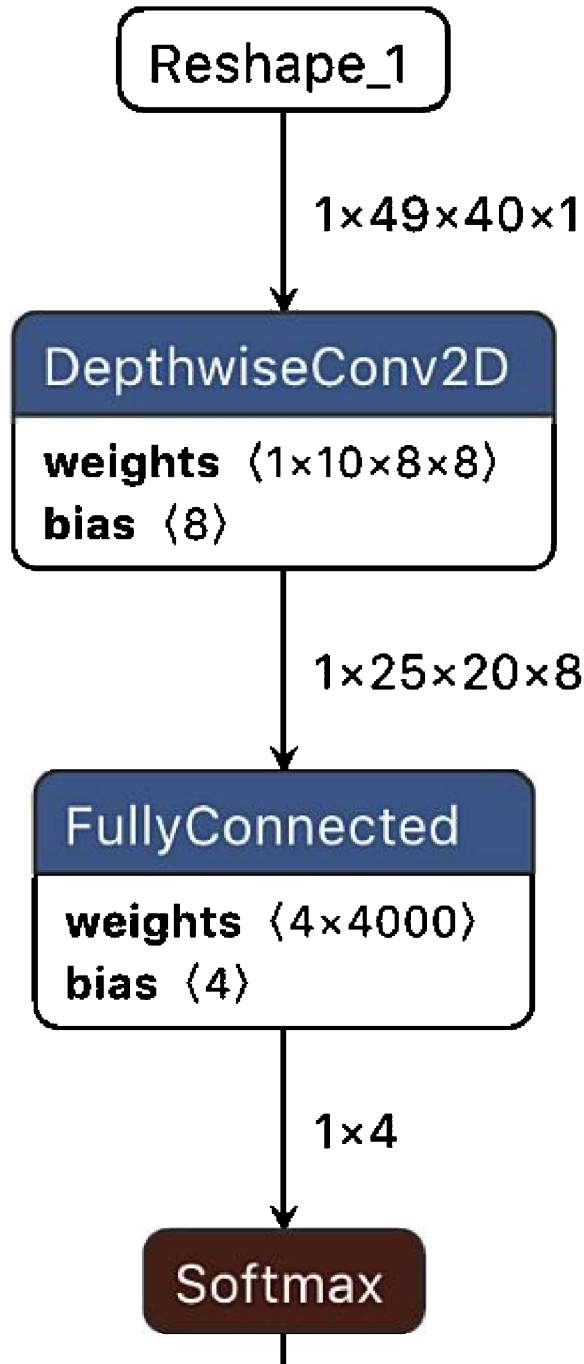 Reshape_1
1×49×40×1
DepthwiseConv2D
weights ⟨1×10×8×8⟩
bias ⟨8⟩
1×25×20×8
FullyConnected
weights ⟨4×4000⟩
bias ⟨4⟩
1×4
Softmax